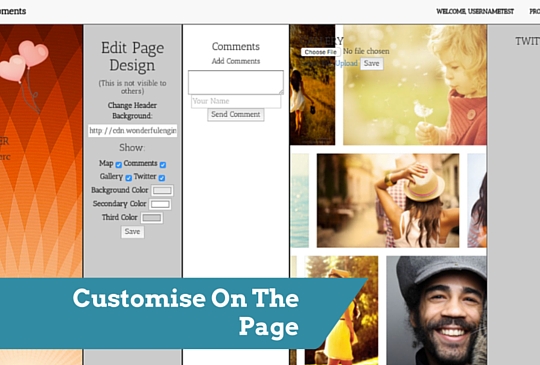 oments
WELCOME, USERNAMETEST
PRO
Edit Page
Design
(This is not visible to
others)
Change Header
Background:
http://cdn.wonderfulengin
Show:
Map Comments
Gallery Twitter
Background Color
Secondary Color
Third Color
Save
Comments
Add Comments
Your Name
Send Comment
Choose File No file chosen
Upload Save
TWIT
Customise On The
Page